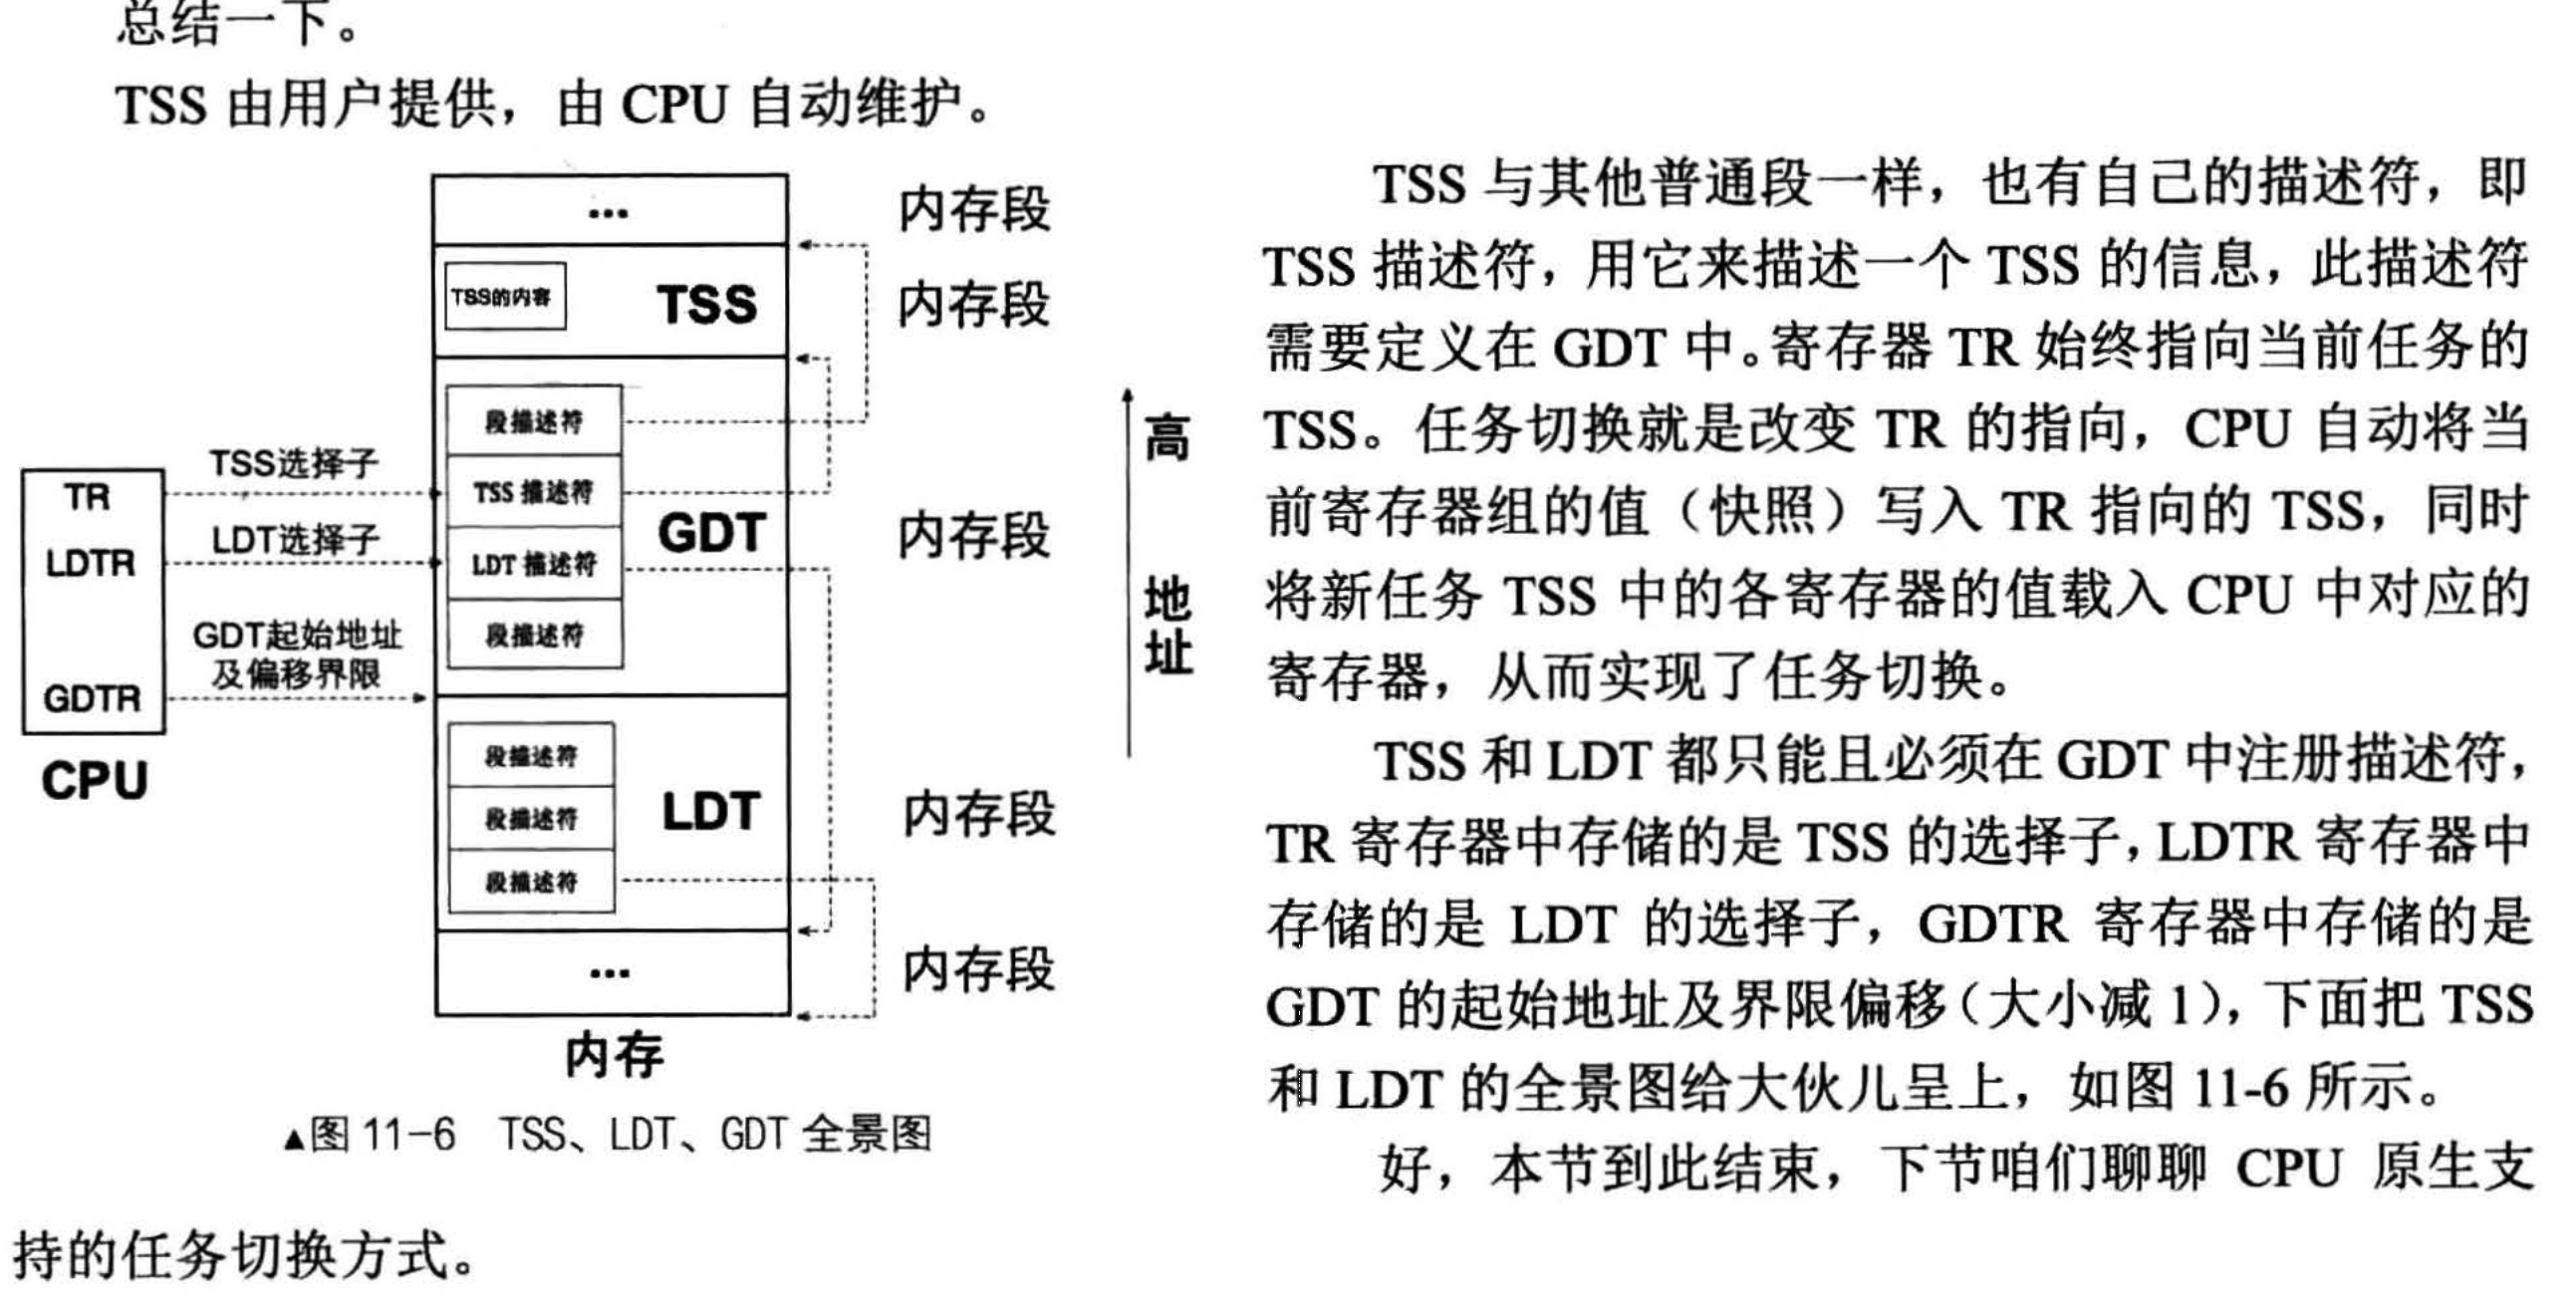 总结一下。
TSS 由用户提供，由 CPU 自动维护。
...
内存段
TSS的内容
TSS
内存段
段描述符
TSS 描述符
LDT 描述符
段描述符
GDT
内存段
TR
LDTR
GDTR
CPU
TSS选择子
LDT选择子
GDT起始地址
及偏移界限
段描述符
段描述符
段描述符
LDT
内存段
...
内存段
内存
高
地
址
▲图 11-6 TSS、LDT、GDT 全景图
TSS 与其他普通段一样，也有自己的描述符，即
TSS 描述符，用它来描述一个 TSS 的信息，此描述符
需要定义在 GDT 中。寄存器 TR 始终指向当前任务的
TSS。任务切换就是改变 TR 的指向，CPU 自动将当
前寄存器组的值（快照）写入 TR 指向的 TSS，同时
将新任务 TSS 中的各寄存器的值载入 CPU 中对应的
寄存器，从而实现了任务切换。
TSS 和 LDT 都只能且必须在 GDT 中注册描述符，
TR 寄存器中存储的是 TSS 的选择子，LDTR 寄存器中
存储的是 LDT 的选择子，GDTR 寄存器中存储的是
GDT 的起始地址及界限偏移（大小减 1），下面把 TSS
和 LDT 的全景图给大伙儿呈上，如图 11-6 所示。
好，本节到此结束，下节咱们聊聊 CPU 原生支
持的任务切换方式。